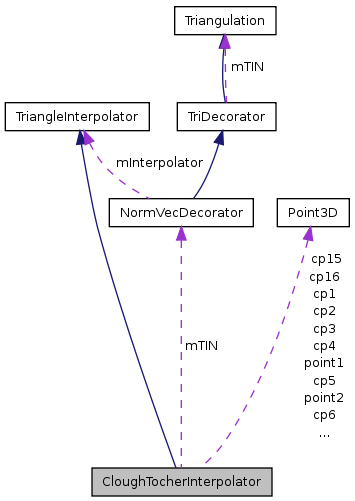 Triangulation
mTIN
TriangleInterpolator
TriDecorator
mInterpolator
NormVecDecorator
Point3D
cp15
cp16
cp1
cp2
cp3
mTIN
cp4
point1
cp5
point2
cp6
...
CloughTocherInterpolator